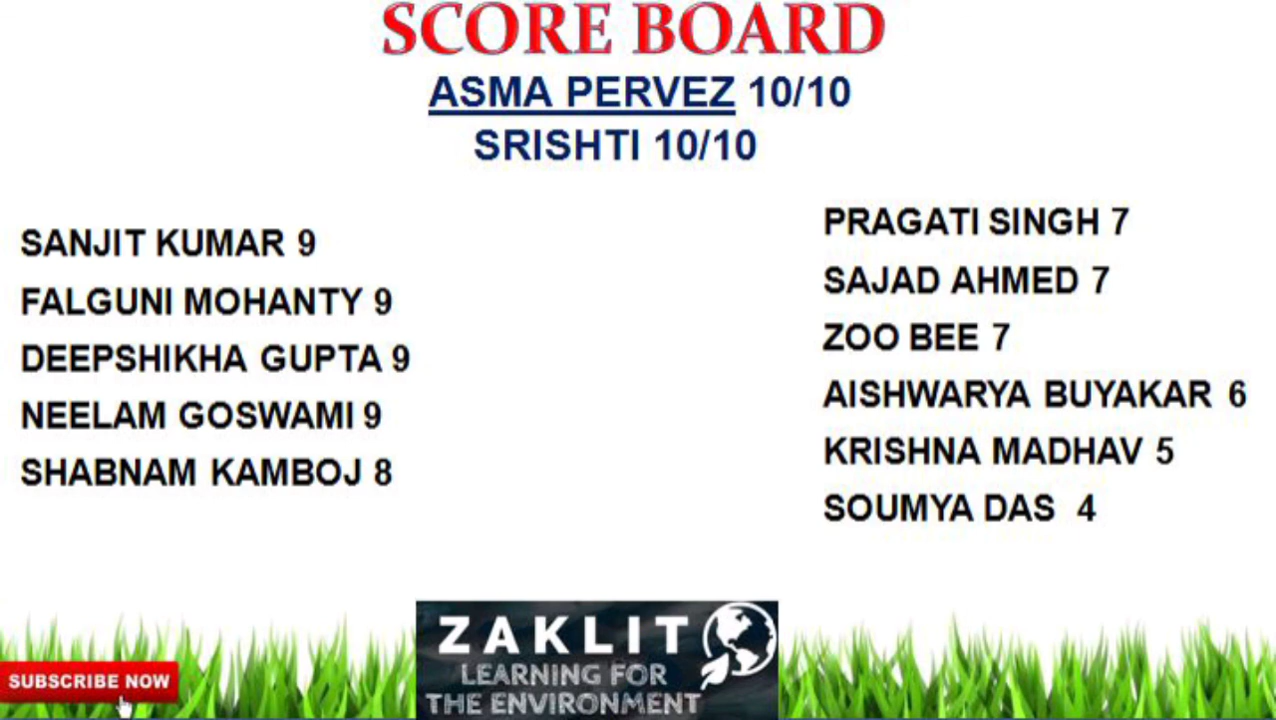 SCORE BOARD
ASMA PERVEZ 10/10
SRISHTI 10/10
SANJIT KUMAR 9
FALGUNI MOHANTY 9
DEEPSHIKHA GUPTA 9
NEELAM GOSWAMI 9
SHABNAM KAMBOJ 8
PRAGATI SINGH 7
SAJAD AHMED 7
ZOO BEE 7
AISHWARYA BUYAKAR 6
KRISHNA MADHAV 5
SOUMYA DAS 4
SUBSCRIBE NOW
ZAKLIT
LEARNING FOR
THE ENVIRONMENT